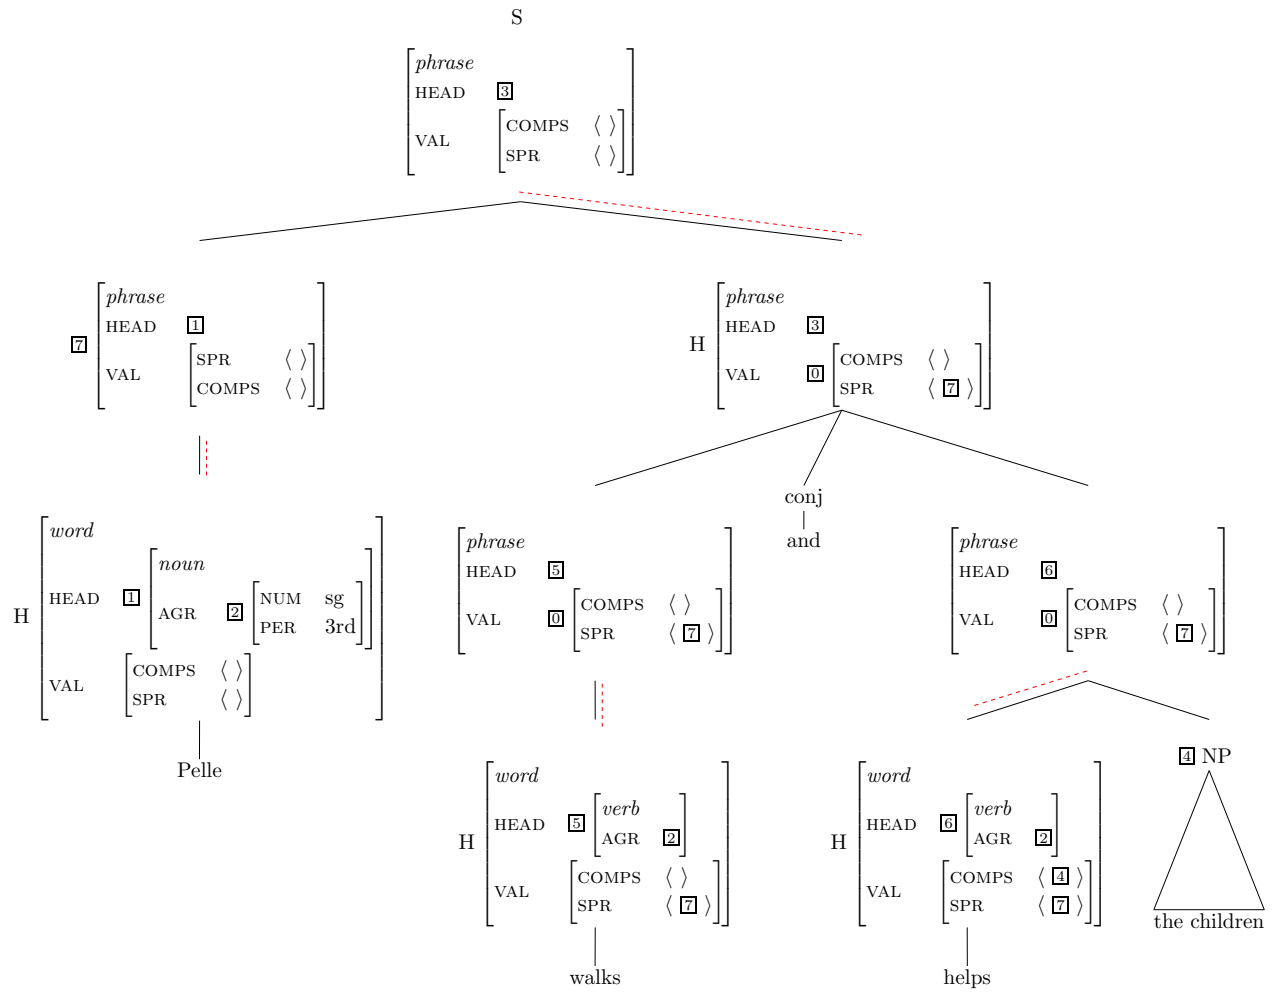 S
phrase
HEAD 3
VAL COMPS ⟨ ⟩
SPR ⟨ ⟩
7 phrase
HEAD 1
VAL SPR ⟨ ⟩
COMPS ⟨ ⟩
H phrase
HEAD 3
VAL 0 COMPS ⟨ ⟩
SPR ⟨ 7 ⟩
H word
HEAD 1 noun
AGR 2 NUM sg
PER 3rd
VAL COMPS ⟨ ⟩
SPR ⟨ ⟩
Pelle
phrase
HEAD 5
VAL 0 COMPS ⟨ ⟩
SPR ⟨ 7 ⟩
conj
and
phrase
HEAD 6
VAL 0 COMPS ⟨ ⟩
SPR ⟨ 7 ⟩
H word
HEAD 5 verb
AGR 2
VAL COMPS ⟨ ⟩
SPR ⟨ 7 ⟩
walks
H word
HEAD 6 verb
AGR 2
VAL COMPS ⟨ 4 ⟩
SPR ⟨ 7 ⟩
helps
4 NP
the children